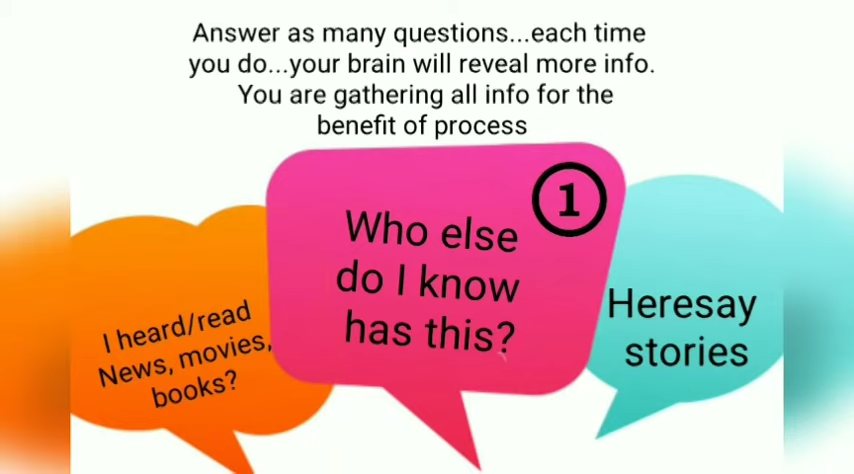 Answer as many questions...each time
you do...your brain will reveal more info.
You are gathering all info for the
benefit of process
1
Who else
do I know
has this?
I heard/read
News, movies,
books?
Heresay
stories